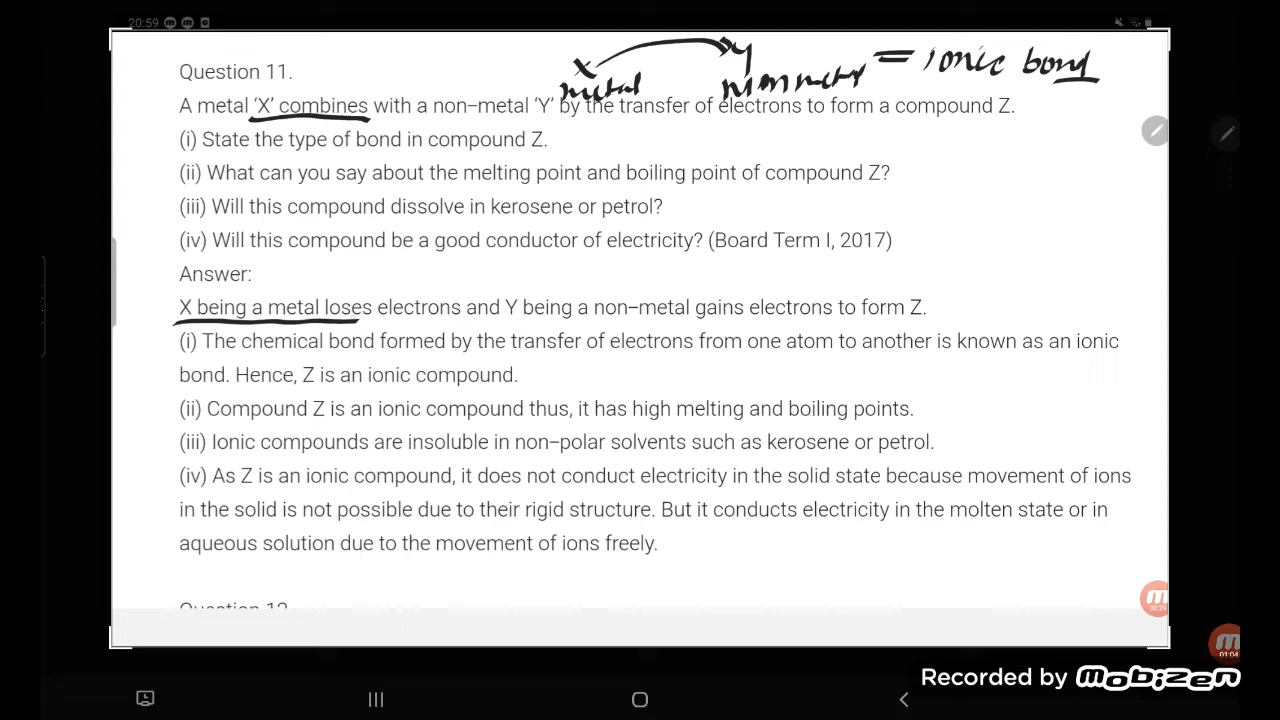 20:59
X Y = ionic bond
metal non metal
Question 11.
A metal ‘X’ combines with a non–metal ‘Y’ by the transfer of electrons to form a compound Z.
(i) State the type of bond in compound Z.
(ii) What can you say about the melting point and boiling point of compound Z?
(iii) Will this compound dissolve in kerosene or petrol?
(iv) Will this compound be a good conductor of electricity? (Board Term I, 2017)
Answer:
X being a metal loses electrons and Y being a non–metal gains electrons to form Z.
(i) The chemical bond formed by the transfer of electrons from one atom to another is known as an ionic
bond. Hence, Z is an ionic compound.
(ii) Compound Z is an ionic compound thus, it has high melting and boiling points.
(iii) Ionic compounds are insoluble in non–polar solvents such as kerosene or petrol.
(iv) As Z is an ionic compound, it does not conduct electricity in the solid state because movement of ions
in the solid is not possible due to their rigid structure. But it conducts electricity in the molten state or in
aqueous solution due to the movement of ions freely.
Question 12
00:29
01:04
Recorded by mobizen